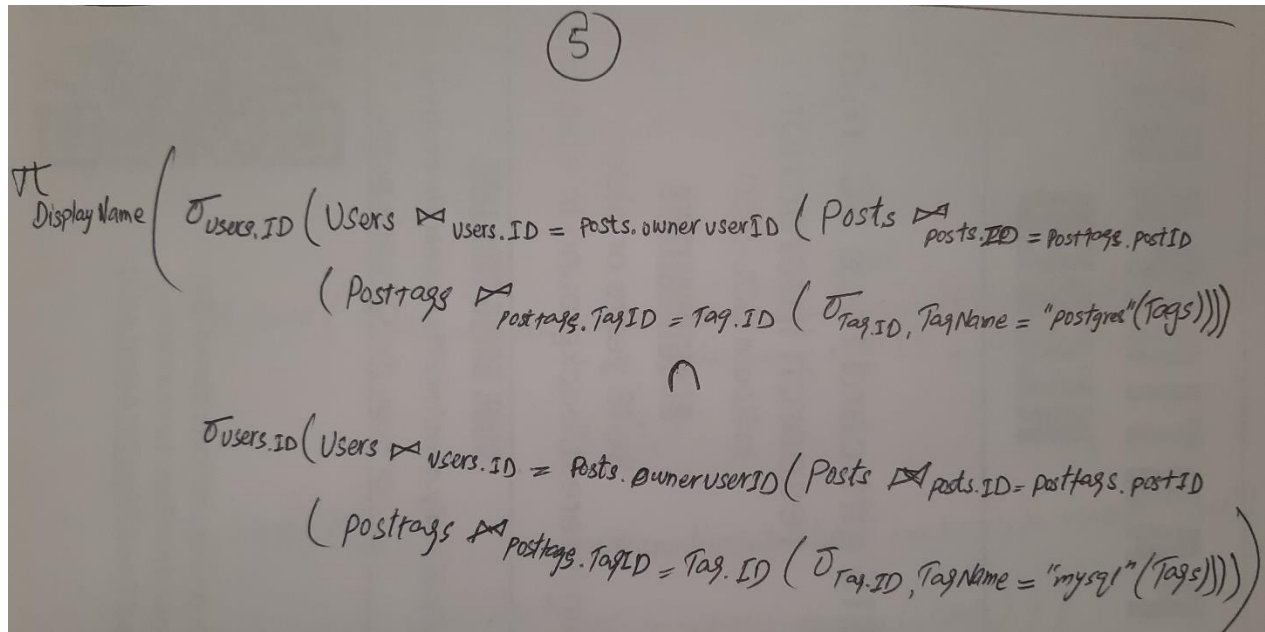 5
π DisplayName ( σ Users.ID ( Users ⋈ users.ID = Posts.owneruserID ( Posts ⋈ posts.ID = Posttags.postID
( Posttags ⋈ posttags.TagID = Tag.ID ( σ Tag.ID, TagName = "postgres" (Tags))))
∩
σ users.ID ( Users ⋈ users.ID = Posts.owneruserID ( Posts ⋈ posts.ID = posttags.postID
( posttags ⋈ posttags.TagID = Tag.ID ( σ Tag.ID, TagName = "mysql" (Tags)))) )